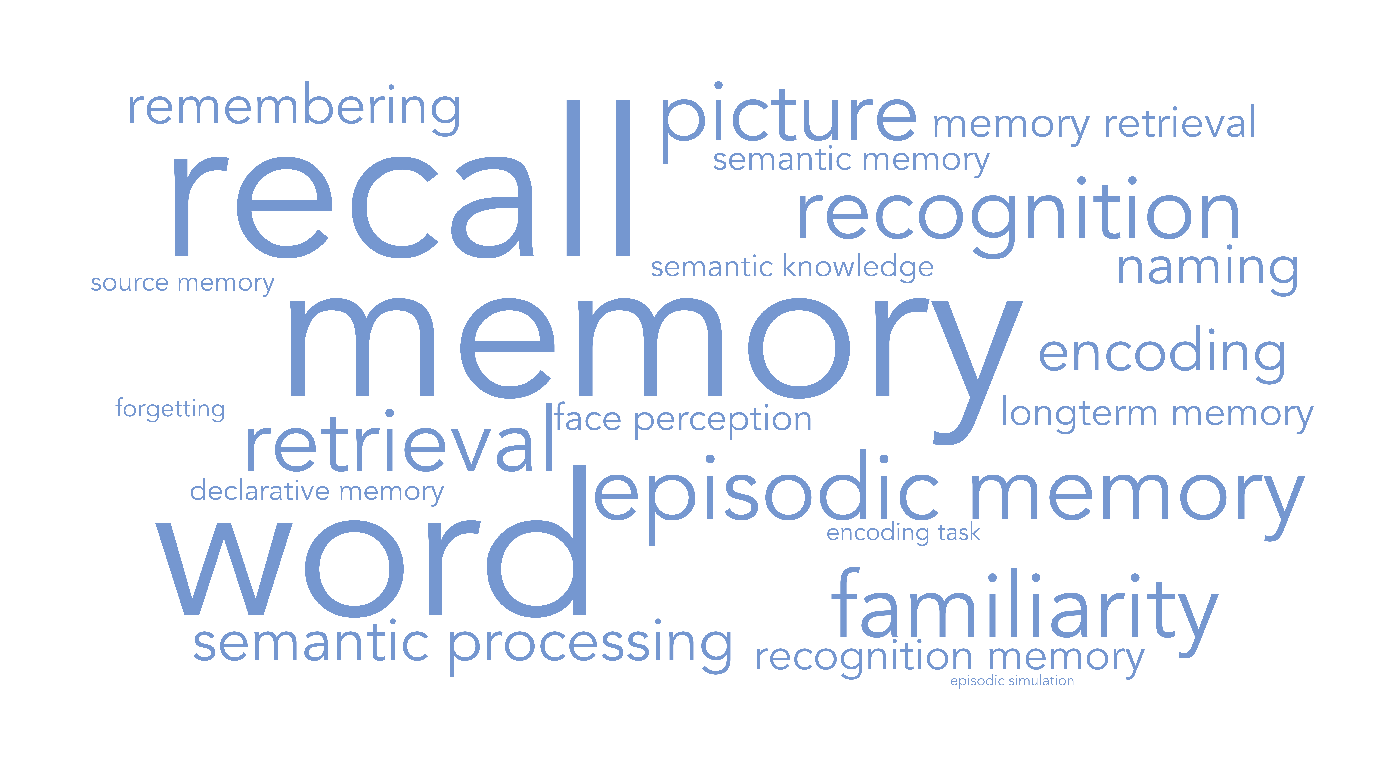 remembering
picture
memory retrieval
recall
semantic memory
recognition
naming
semantic knowledge
source memory
memory
encoding
forgetting
face perception
longterm memory
retrieval
declarative memory
episodic memory
encoding task
word
familiarity
semantic processing
recognition memory
episodic simulation